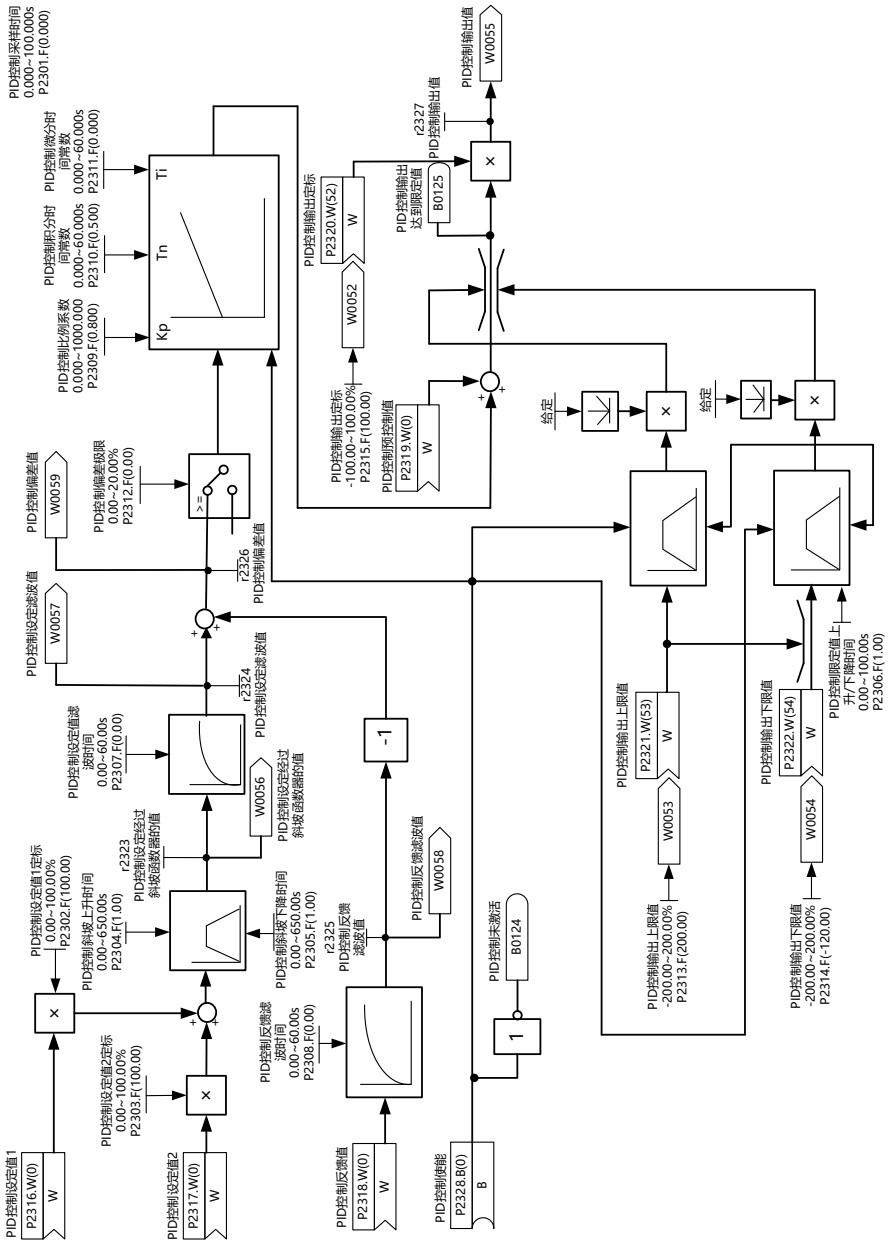 PID控制设定值1
P2316.W(0)
W
×
PID控制设定值1定标
0.00~100.00%
P2302.F(100.00)
PID控制设定值2
P2317.W(0)
W
PID控制设定值2定标
0.00~100.00%
P2303.F(100.00)
×
+
+
PID控制斜坡上升时间
0.00~650.00s
P2304.F(1.00)
PID控制斜坡下降时间
0.00~650.00s
P2305.F(1.00)
r2323
PID控制设定经过
斜坡函数器的值
W0056
PID控制设定经过
斜坡函数器的值
PID控制设定值滤
波时间
0.00~60.00s
P2307.F(0.00)
r2324
PID控制设定滤波值
PID控制设定滤波值
W0057
+
+
r2326
PID控制偏差值
PID控制偏差值
W0059
PID控制偏差极限
0.00~20.00%
P2312.F(0.00)
>=
PID控制比例系数
0.000~1000.000
P2309.F(0.800)
PID控制积分时
间常数
0.000~60.000s
P2310.F(0.500)
PID控制微分时
间常数
0.000~60.000s
P2311.F(0.000)
Kp
Tn
Ti
PID控制采样时间
0.000~100.000s
P2301.F(0.000)
PID控制反馈值
P2318.W(0)
W
PID控制反馈滤
波时间
0.00~60.00s
P2308.F(0.00)
r2325
PID控制反馈
滤波值
PID控制反馈滤波值
W0058
-1
PID控制使能
P2328.B(0)
B
1
PID控制未激活
B0124
PID控制输出定标
-100.00~100.00%
P2315.F(100.00)
W0052
PID控制输出定标
P2320.W(52)
W
PID控制预控制值
P2319.W(0)
W
+
+
PID控制输出
达到限定值
B0125
×
r2327
PID控制输出值
PID控制输出值
W0055
PID控制输出上限值
-200.00~200.00%
P2313.F(200.00)
W0053
PID控制输出上限值
P2321.W(53)
W
给定
×
PID控制输出下限值
-200.00~200.00%
P2314.F(-120.00)
W0054
PID控制输出下限值
P2322.W(54)
W
PID控制限定值上
升/下降时间
0.00~100.00s
P2306.F(1.00)
给定
×